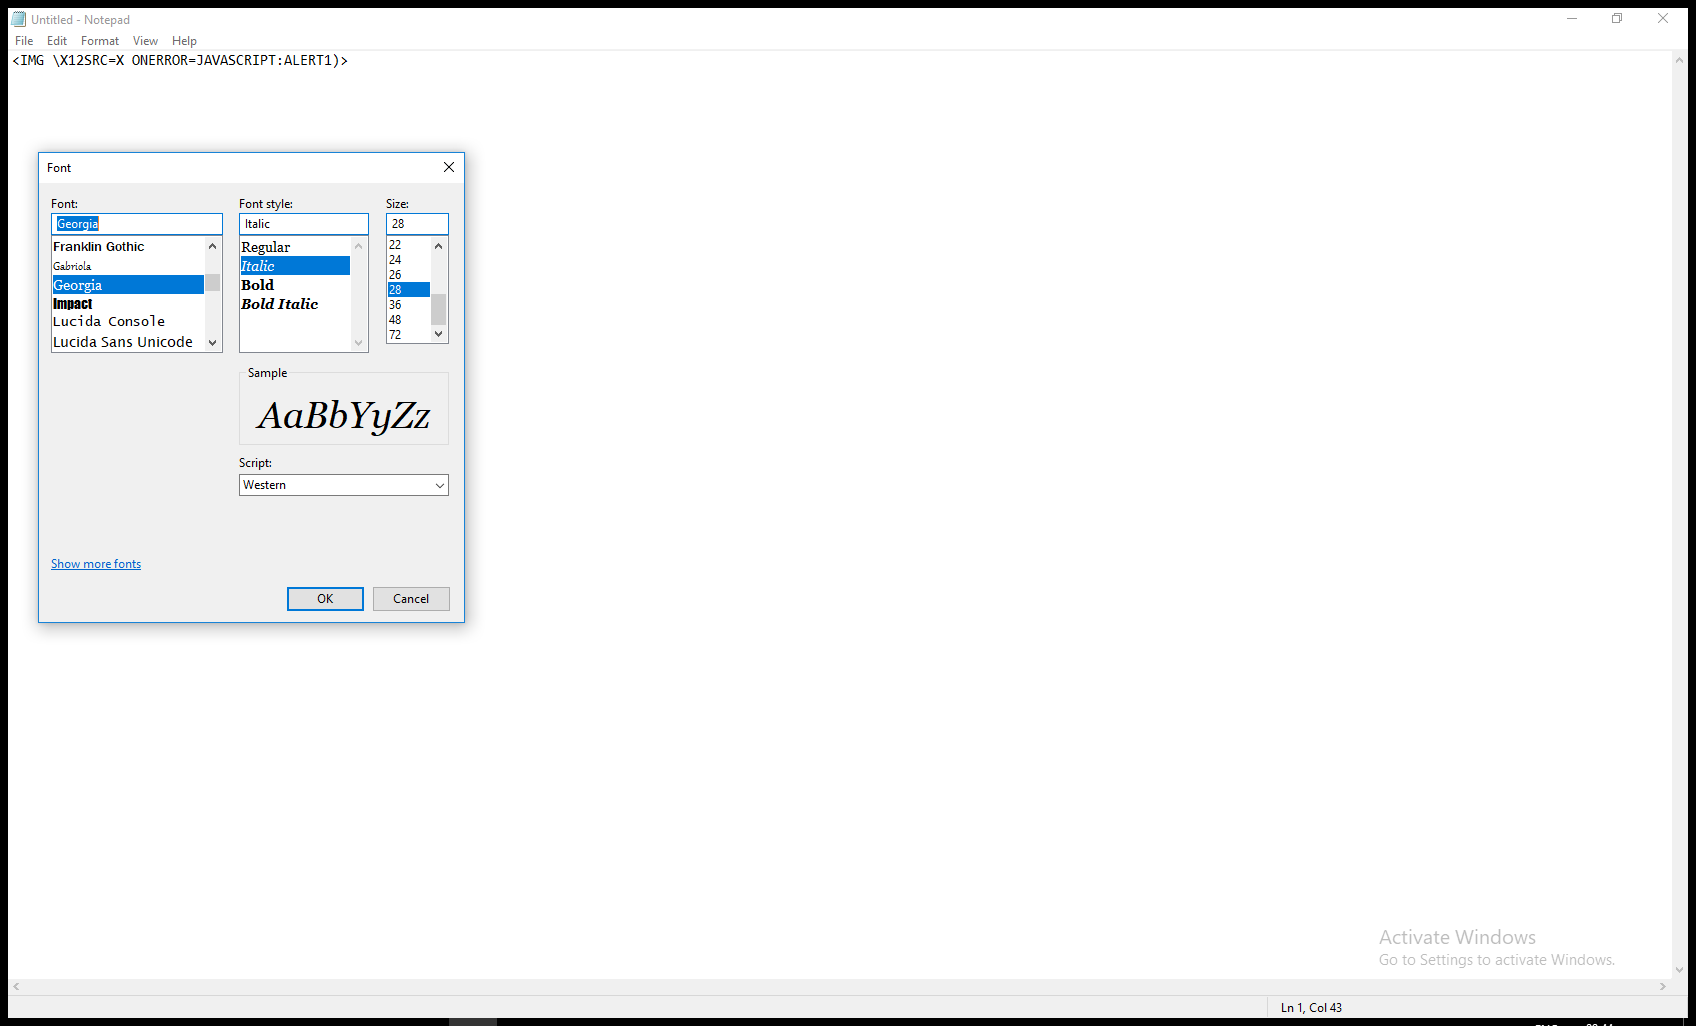 Untitled - Notepad
File Edit Format View Help
<IMG \X12SRC=X ONERROR=JAVASCRIPT:ALERT1)>
Font
Font: Font style: Size:
Georgia Italic 28
Franklin Gothic
Gabriola
Georgia
Impact
Lucida Console
Lucida Sans Unicode
Regular
Italic
Bold
Bold Italic
22
24
26
28
36
48
72
Sample
AaBbYyZz
Script:
Western
Show more fonts
OK Cancel
Activate Windows
Go to Settings to activate Windows.
Ln 1, Col 43